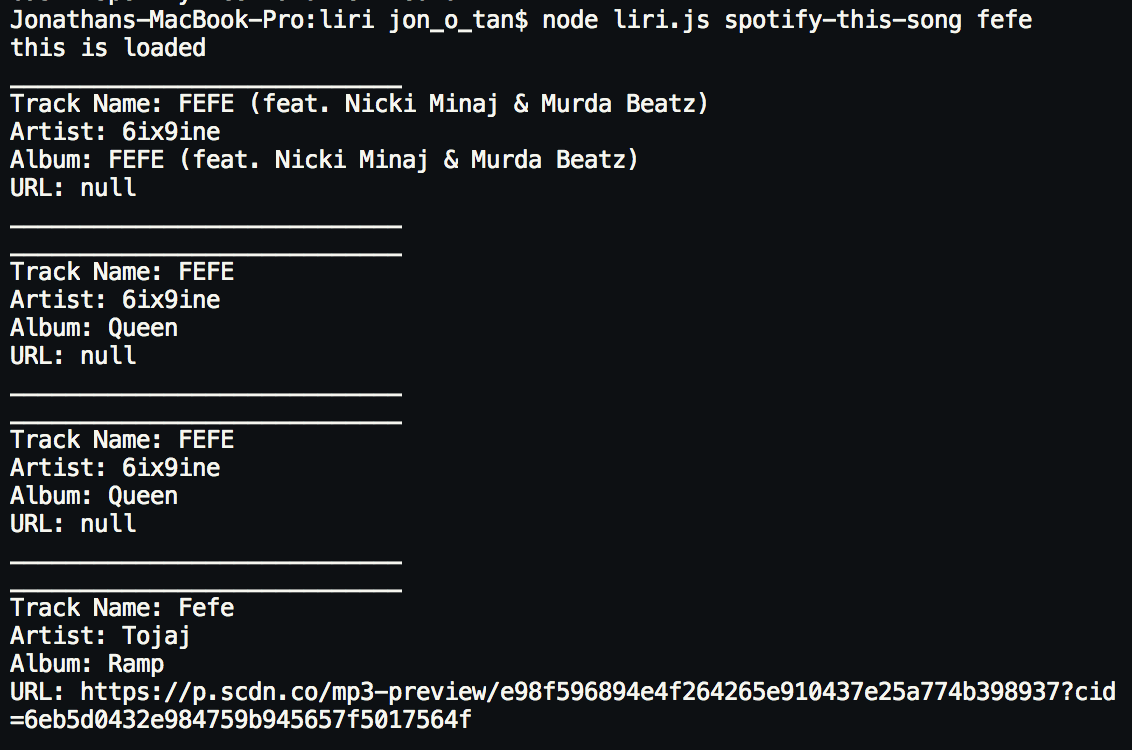 Jonathans-MacBook-Pro:liri jon_o_tan$ node liri.js spotify-this-song fefe
this is loaded
____________________________
Track Name: FEFE (feat. Nicki Minaj & Murda Beatz)
Artist: 6ix9ine
Album: FEFE (feat. Nicki Minaj & Murda Beatz)
URL: null
____________________________
____________________________
Track Name: FEFE
Artist: 6ix9ine
Album: Queen
URL: null
____________________________
____________________________
Track Name: FEFE
Artist: 6ix9ine
Album: Queen
URL: null
____________________________
____________________________
Track Name: Fefe
Artist: Tojaj
Album: Ramp
URL: https://p.scdn.co/mp3-preview/e98f596894e4f264265e910437e25a774b398937?cid
=6eb5d0432e984759b945657f5017564f